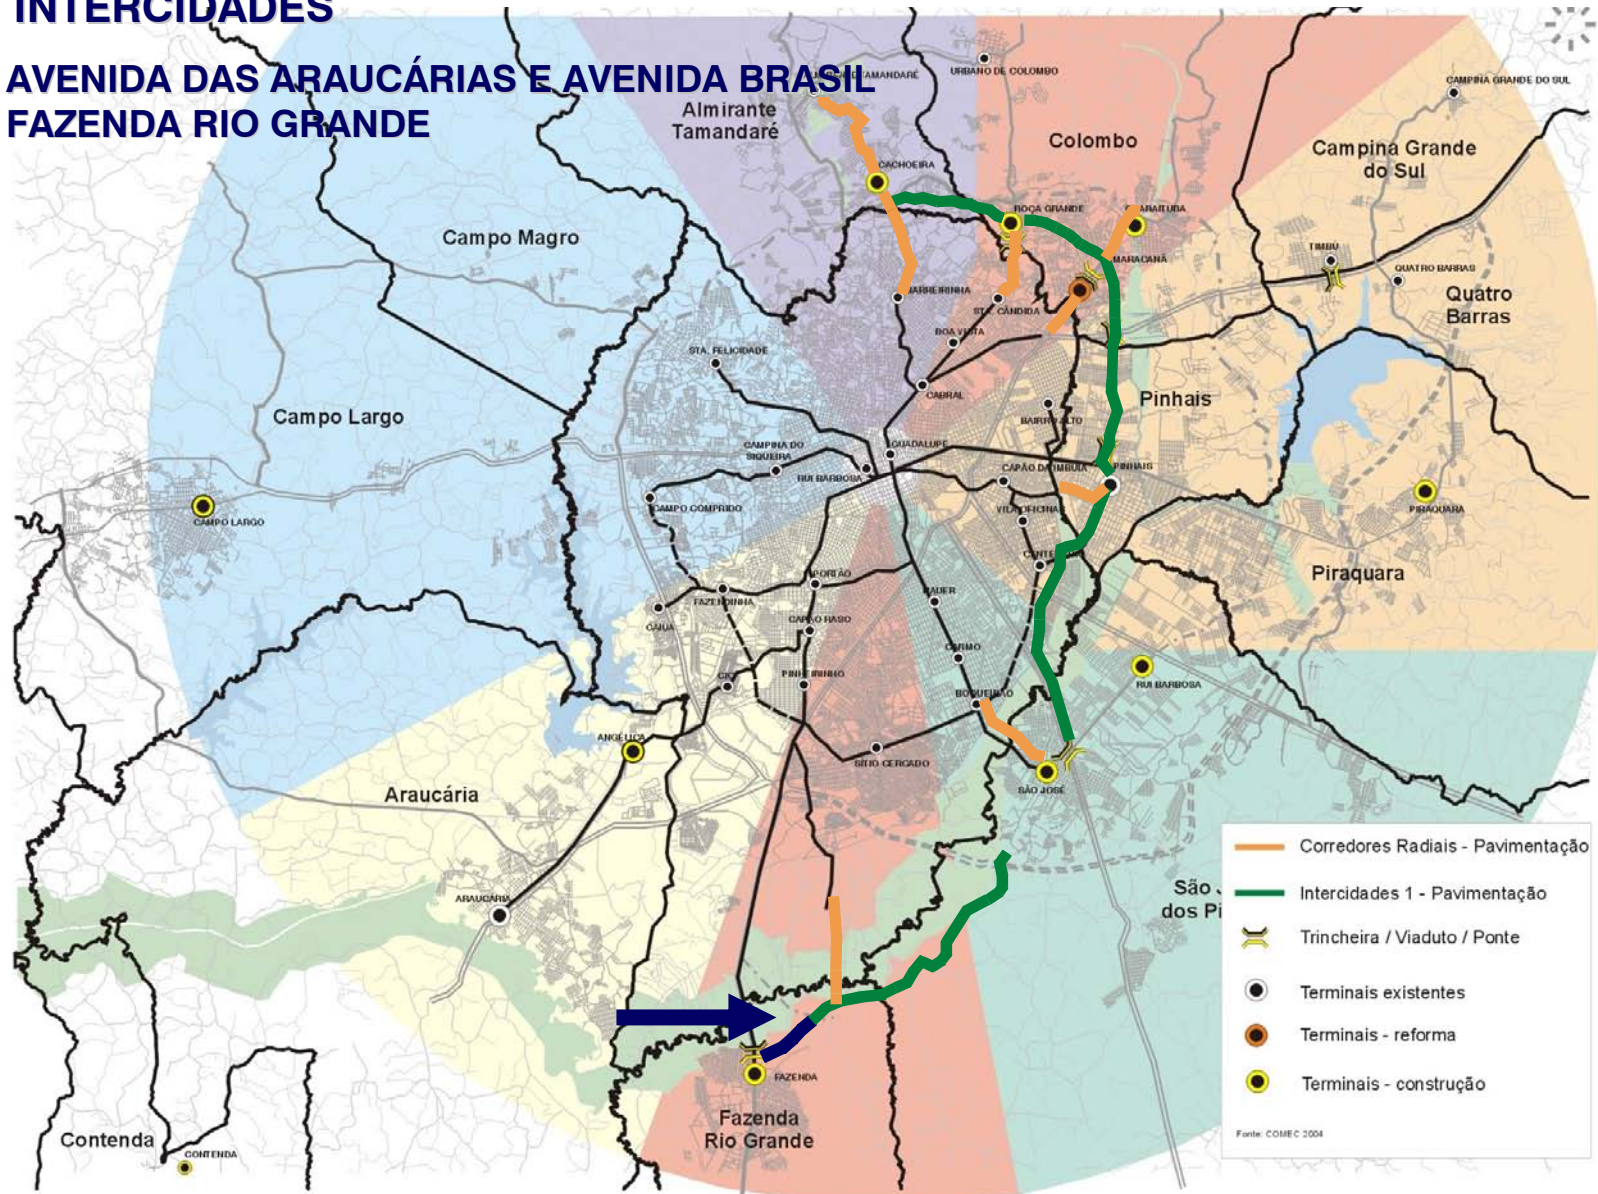 INTERCIDADES
AVENIDA DAS ARAUCÁRIAS E AVENIDA BRASIL
FAZENDA RIO GRANDE
TAMANDARÉ
URBANO DE COLOMBO
CAMPINA GRANDE DO SUL
Almirante
Tamandaré
Colombo
Campina Grande
do Sul
CACHOEIRA
ROÇA GRANDE
Campo Magro
MARACANÃ
TIMBÚ
QUATRO BARRAS
Quatro
Barras
BARREIRINHA
STA. CÂNDIDA
BOA VISTA
STA. FELICIDADE
CABRAL
Pinhais
BAIRRO ALTO
Campo Largo
CAMPINA DO
SIQUEIRA
GUADALUPE
RUI BARBOSA
CAPÃO DA IMBUIA
PINHAIS
CAMPO COMPRIDO
VILA OFICINAS
CAMPO LARGO
PIRAQUARA
Piraquara
PORTÃO
FAZENDINHA
HAUER
CAIUÁ
CAPÃO RASO
CARMO
PINHEIRINHO
CIC
BOQUEIRÃO
RUI BARBOSA
ANGÉLICA
SÍTIO CERCADO
SÃO JOSÉ
Araucária
ARAUCÁRIA
São J
dos Pi
Corredores Radiais - Pavimentação
Intercidades 1 - Pavimentação
Trincheira / Viaduto / Ponte
Terminais existentes
Terminais - reforma
Terminais - construção
Fonte: COMEC 2004
FAZENDA
Fazenda
Rio Grande
Contenda
CONTENDA